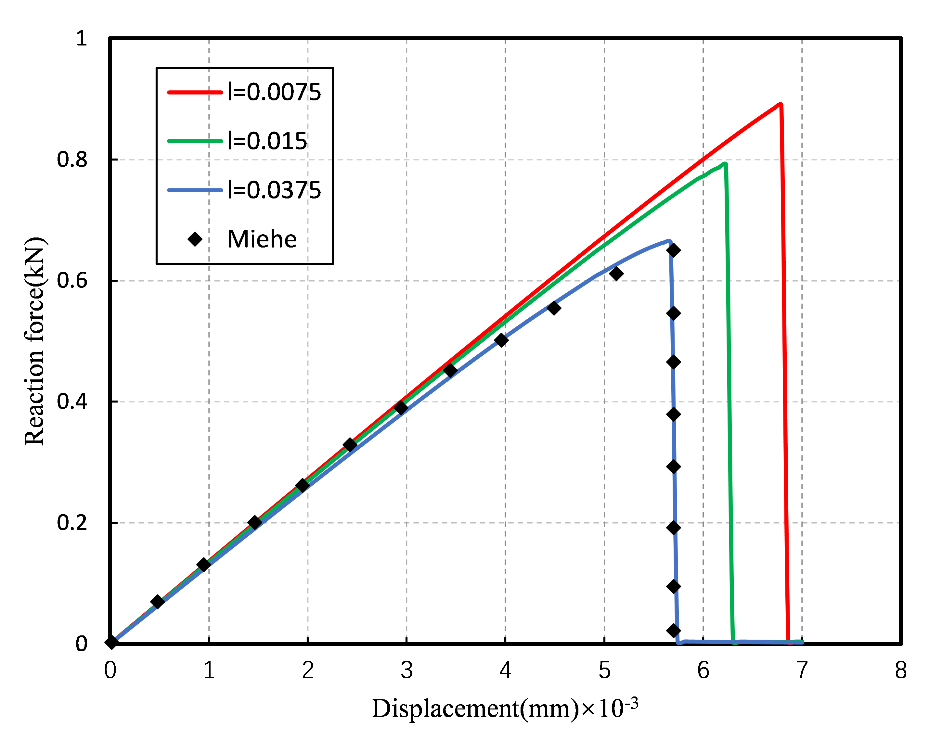 1
0.8
0.6
0.4
0.2
0
l=0.0075
l=0.015
l=0.0375
Miehe
Reaction force(kN)
0 1 2 3 4 5 6 7 8
Displacement(mm)×10⁻³